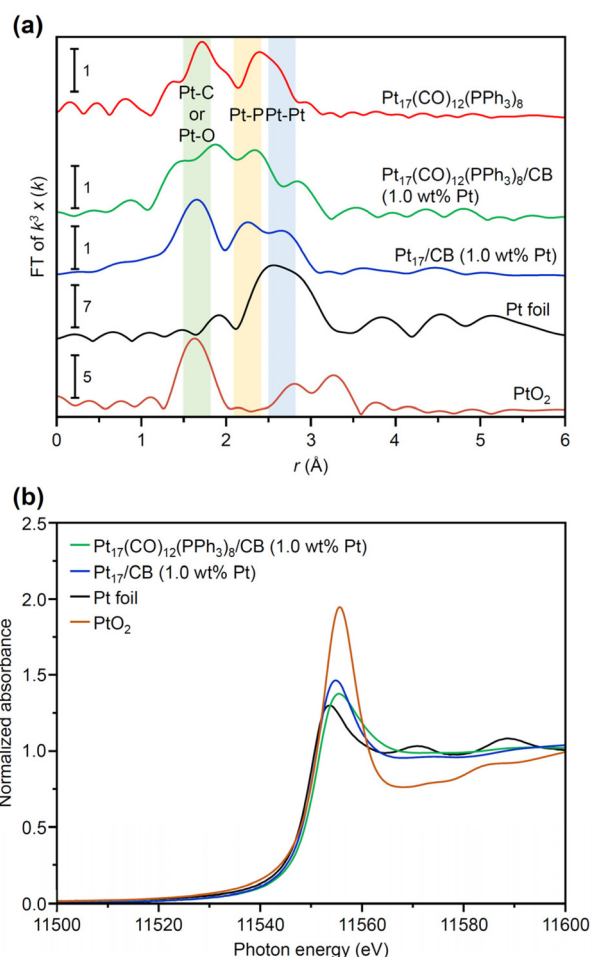 (a)
1
Pt-C
or
Pt-O
Pt-P
Pt-Pt
Pt17(CO)12(PPh3)8
1
Pt17(CO)12(PPh3)8/CB
(1.0 wt% Pt)
1
Pt17/CB (1.0 wt% Pt)
7
Pt foil
5
PtO2
FT of k3 x (k)
0 1 2 3 4 5 6
r (Å)
(b)
2.5
2.0
1.5
1.0
0.5
0.0
Pt17(CO)12(PPh3)8/CB (1.0 wt% Pt)
Pt17/CB (1.0 wt% Pt)
Pt foil
PtO2
Normalized absorbance
11500 11520 11540 11560 11580 11600
Photon energy (eV)